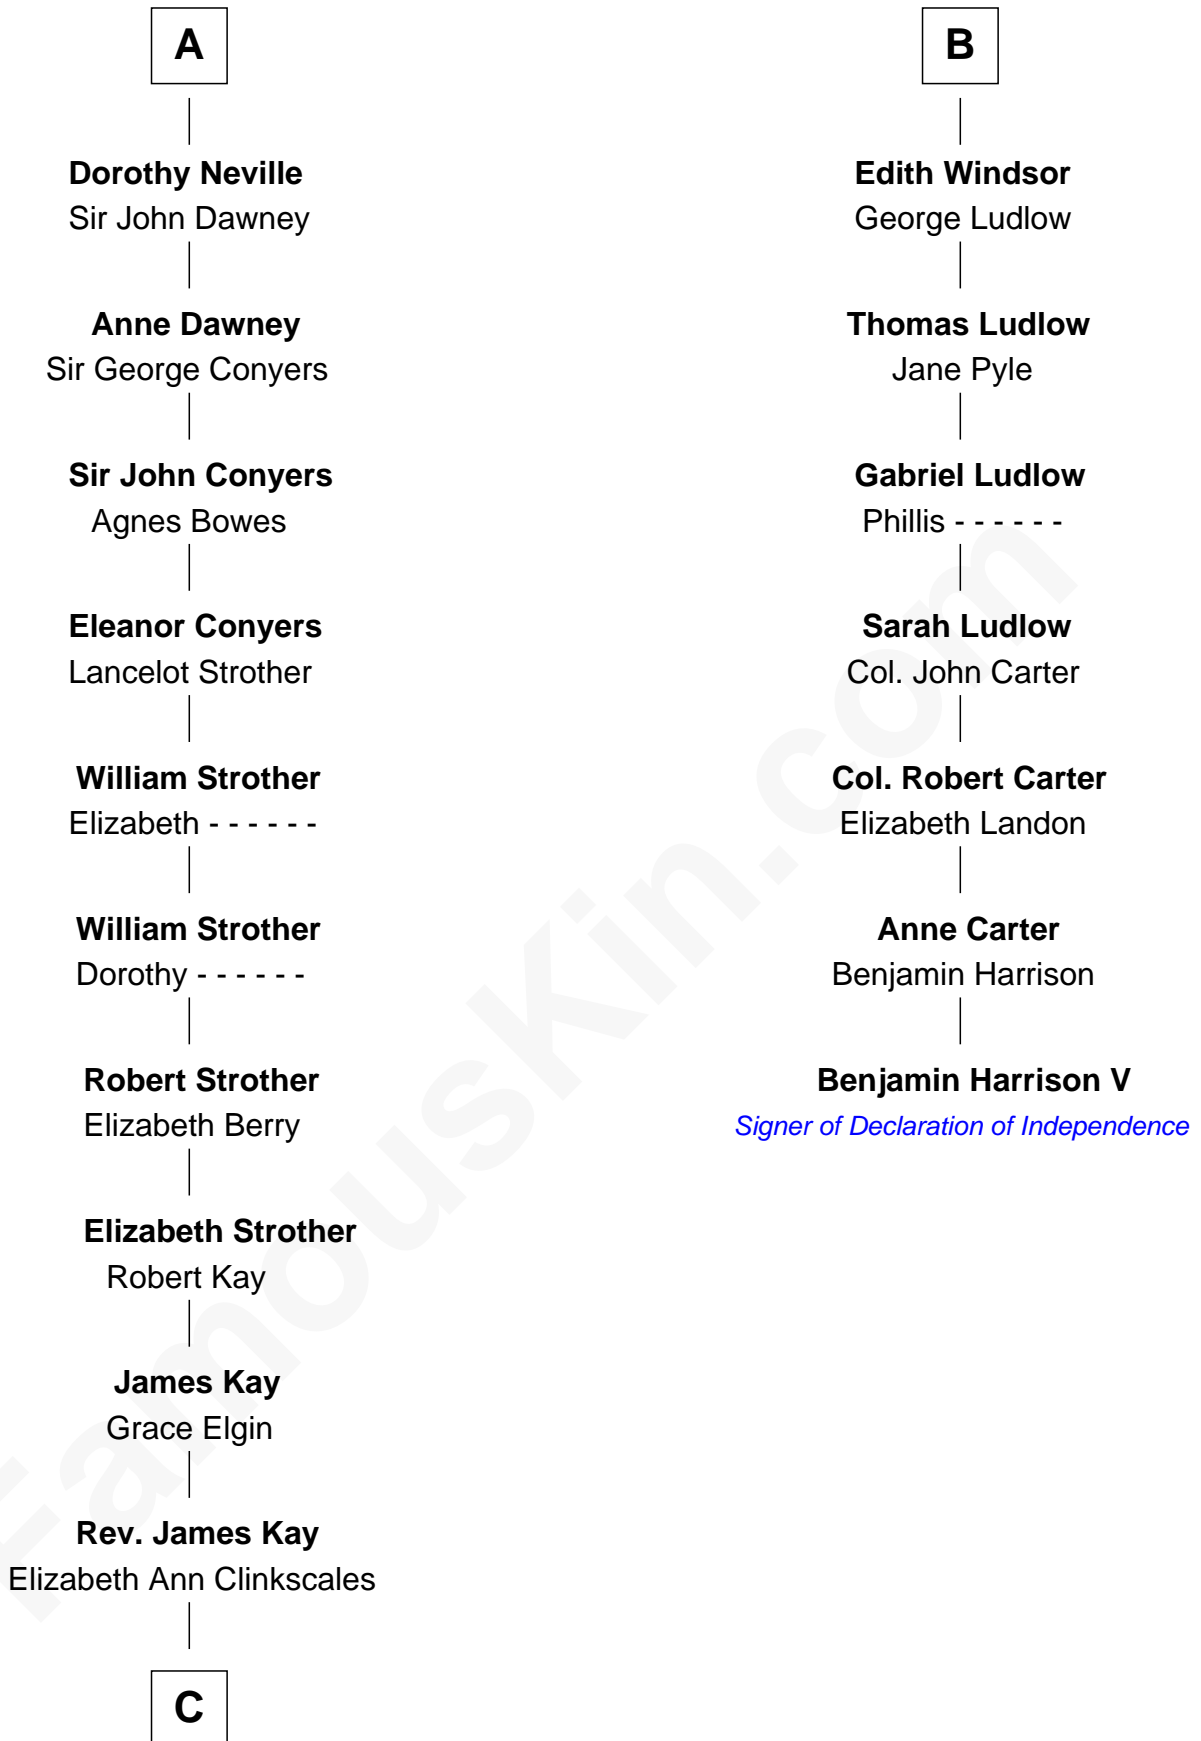 A
Dorothy Neville
Sir John Dawney
Anne Dawney
Sir George Conyers
Sir John Conyers
Agnes Bowes
Eleanor Conyers
Lancelot Strother
William Strother
Elizabeth - - - - - -
William Strother
Dorothy - - - - - -
Robert Strother
Elizabeth Berry
Elizabeth Strother
Robert Kay
James Kay
Grace Elgin
Rev. James Kay
Elizabeth Ann Clinkscales
C
B
Edith Windsor
George Ludlow
Thomas Ludlow
Jane Pyle
Gabriel Ludlow
Phillis - - - - - -
Sarah Ludlow
Col. John Carter
Col. Robert Carter
Elizabeth Landon
Anne Carter
Benjamin Harrison
Benjamin Harrison V
Signer of Declaration of Independence
FamousKin.com